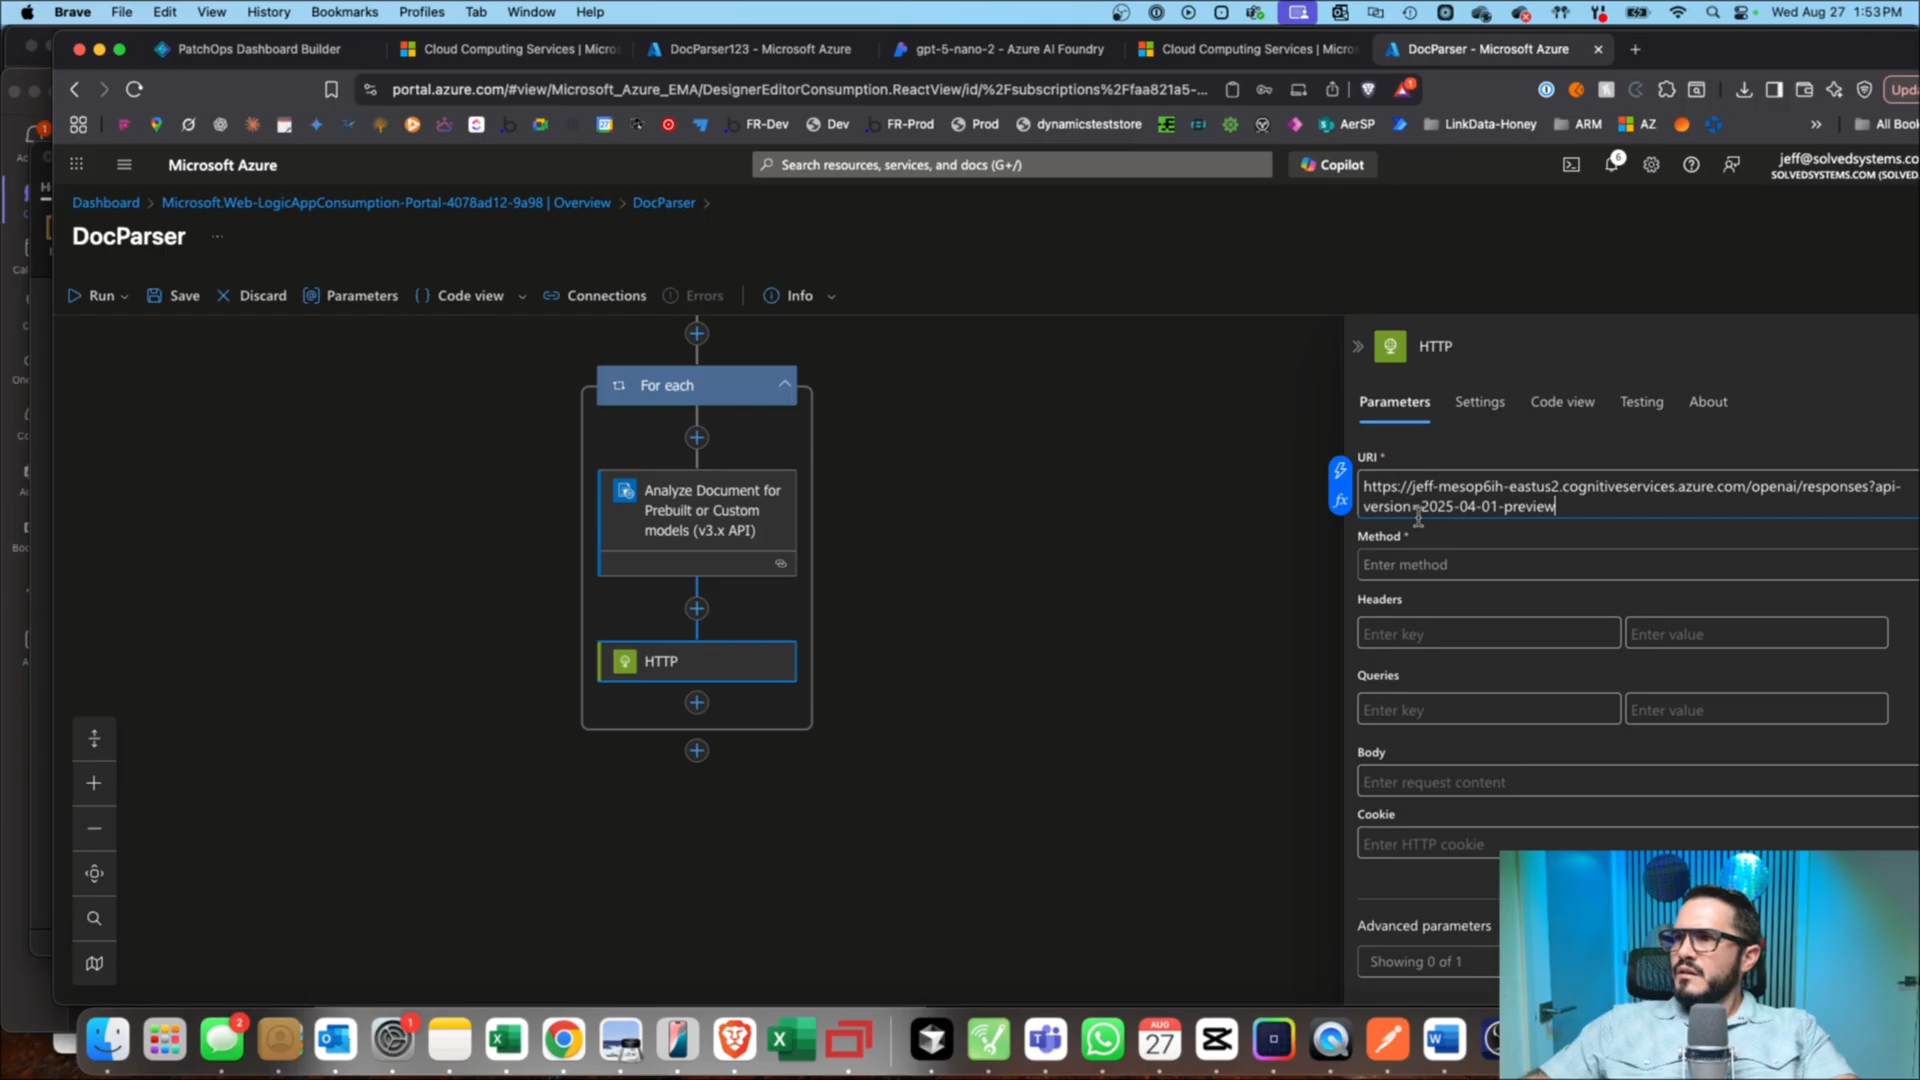 Brave File Edit View History Bookmarks Profiles Tab Window Help
Wed Aug 27 1:53 PM
PatchOps Dashboard Builder
Cloud Computing Services | Micro
DocParser123 - Microsoft Azure
gpt-5-nano-2 - Azure AI Foundry
Cloud Computing Services | Micro
DocParser - Microsoft Azure
portal.azure.com/#view/Microsoft_Azure_EMA/DesignerEditorConsumption.ReactView/id/%2Fsubscriptions%2Ffaa821a5-...
1
Upda
FR-Dev
Dev
FR-Prod
Prod
dynamicsteststore
AerSP
LinkData-Honey
ARM
AZ
»
All Book
Microsoft Azure
Search resources, services, and docs (G+/)
Copilot
6
jeff@solvedsystems.co
SOLVEDSYSTEMS.COM (SOLVED
Dashboard > Microsoft.Web-LogicAppConsumption-Portal-4078ad12-9a98 | Overview > DocParser >
DocParser ...
Run
Save
Discard
Parameters
Code view
Connections
Errors
Info
For each
Analyze Document for
Prebuilt or Custom
models (v3.x API)
HTTP
HTTP
Parameters
Settings
Code view
Testing
About
URI *
https://jeff-mesop6ih-eastus2.cognitiveservices.azure.com/openai/responses?api-
version=2025-04-01-preview
fx
Method *
Enter method
Headers
Enter key
Enter value
Queries
Enter key
Enter value
Body
Enter request content
Cookie
Enter HTTP cookie
Advanced parameters
Showing 0 of 1
2
1
AUG
27